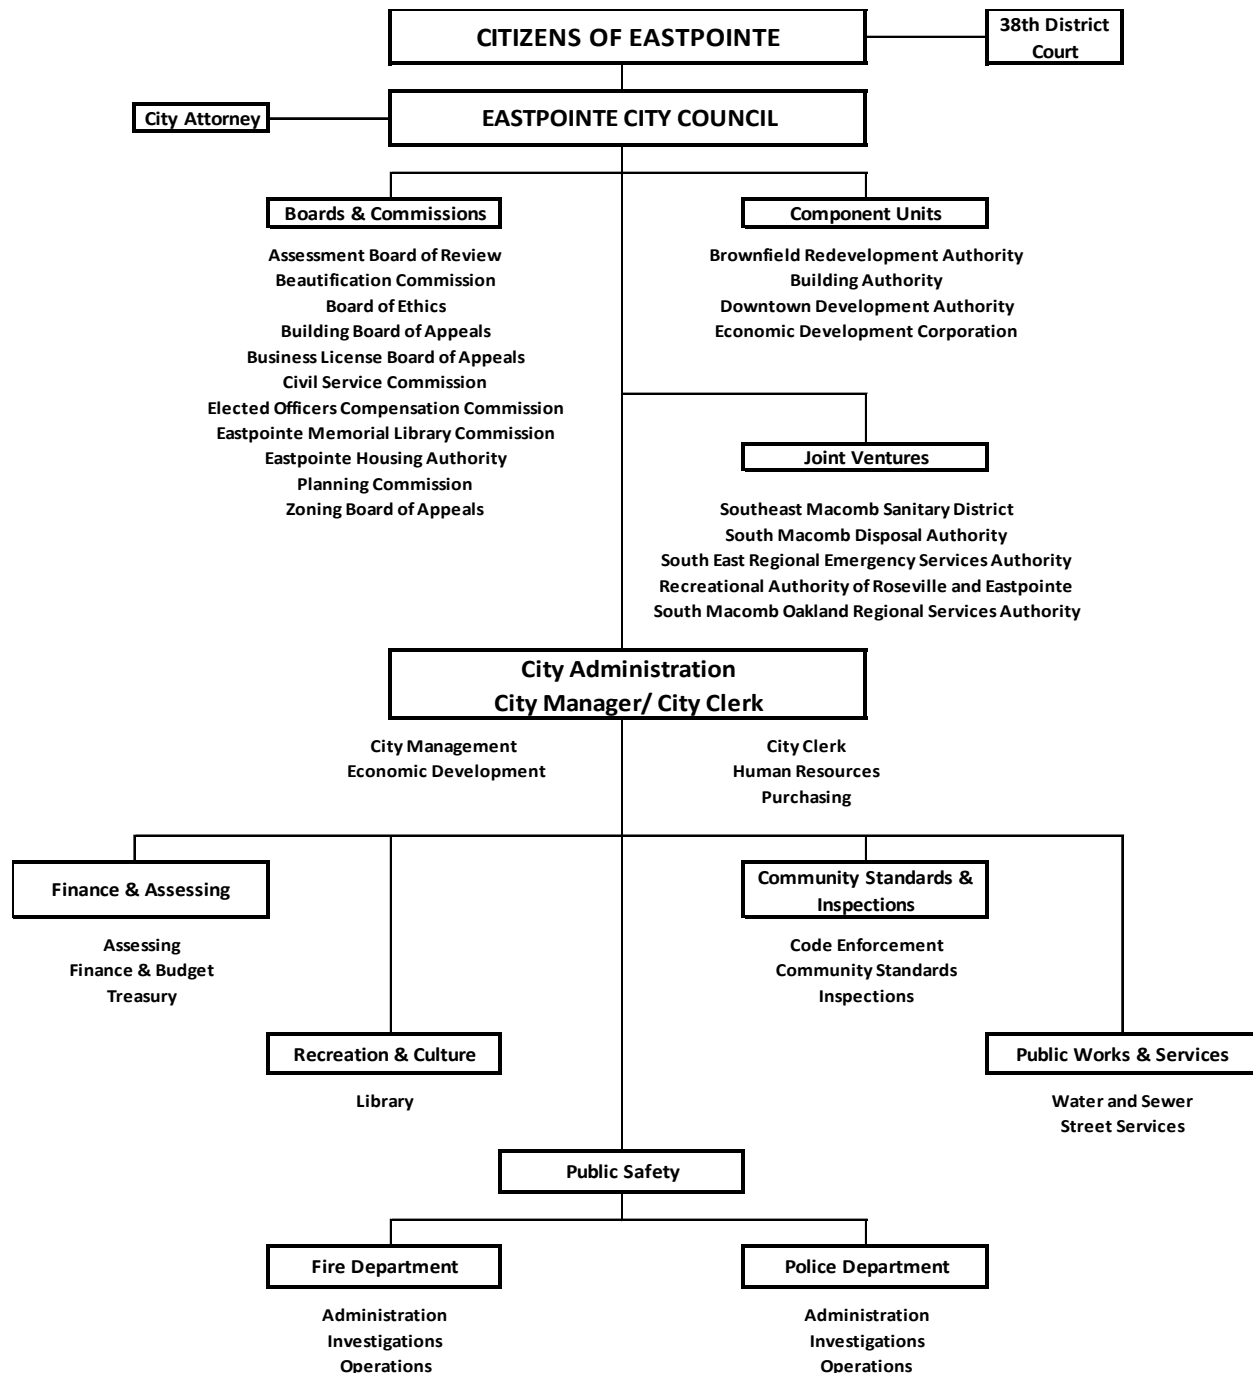 CITIZENS OF EASTPOINTE
38th District
Court
City Attorney
EASTPOINTE CITY COUNCIL
Boards & Commissions
Assessment Board of Review
Beautification Commission
Board of Ethics
Building Board of Appeals
Business License Board of Appeals
Civil Service Commission
Elected Officers Compensation Commission
Eastpointe Memorial Library Commission
Eastpointe Housing Authority
Planning Commission
Zoning Board of Appeals
Component Units
Brownfield Redevelopment Authority
Building Authority
Downtown Development Authority
Economic Development Corporation
Joint Ventures
Southeast Macomb Sanitary District
South Macomb Disposal Authority
South East Regional Emergency Services Authority
Recreational Authority of Roseville and Eastpointe
South Macomb Oakland Regional Services Authority
City Administration
City Manager/ City Clerk
City Management
Economic Development
City Clerk
Human Resources
Purchasing
Finance & Assessing
Assessing
Finance & Budget
Treasury
Community Standards &
Inspections
Code Enforcement
Community Standards
Inspections
Recreation & Culture
Library
Public Works & Services
Water and Sewer
Street Services
Public Safety
Fire Department
Administration
Investigations
Operations
Police Department
Administration
Investigations
Operations